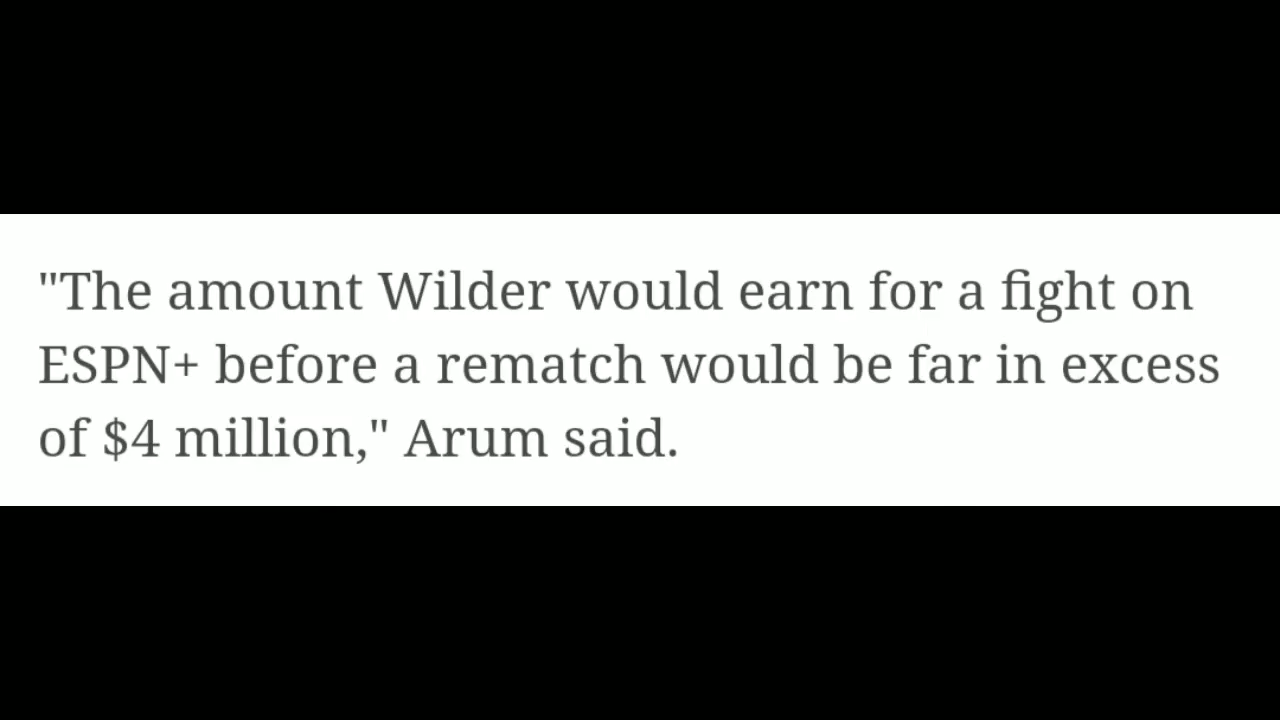 "The amount Wilder would earn for a fight on
ESPN+ before a rematch would be far in excess
of $4 million," Arum said.